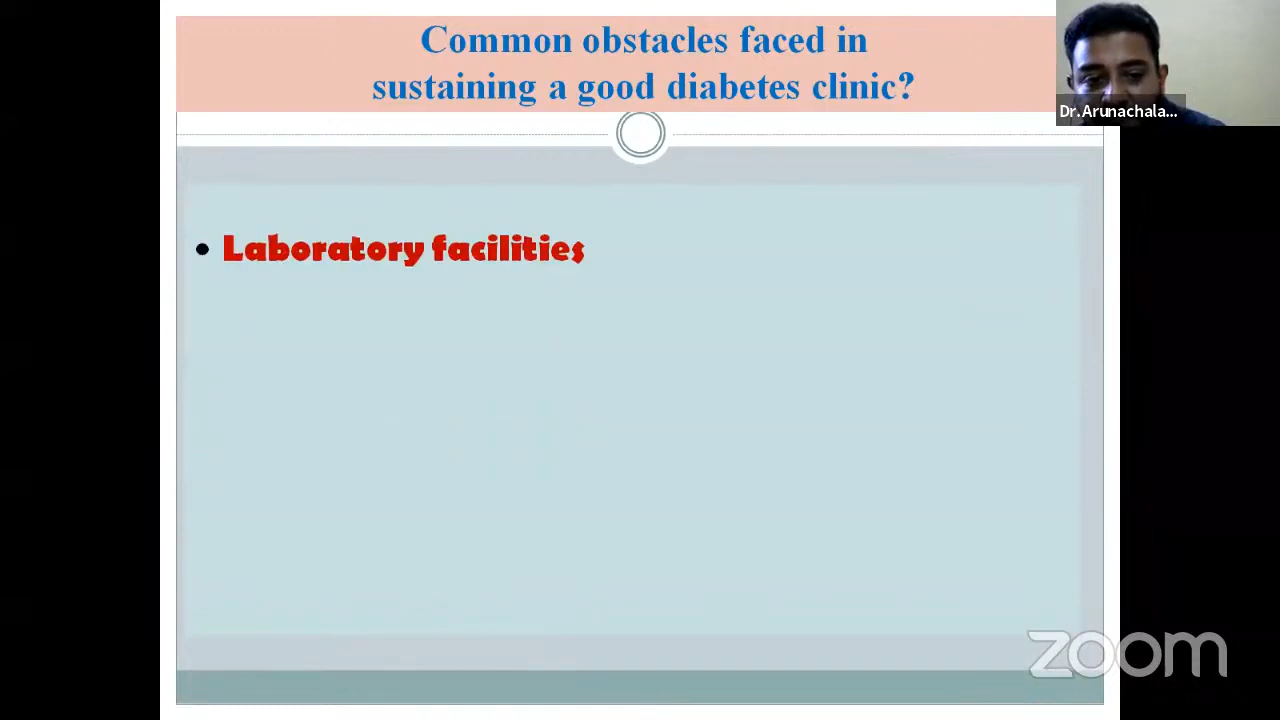 Common obstacles faced in
sustaining a good diabetes clinic?
Dr.Arunachala...
• Laboratory facilities
zoom